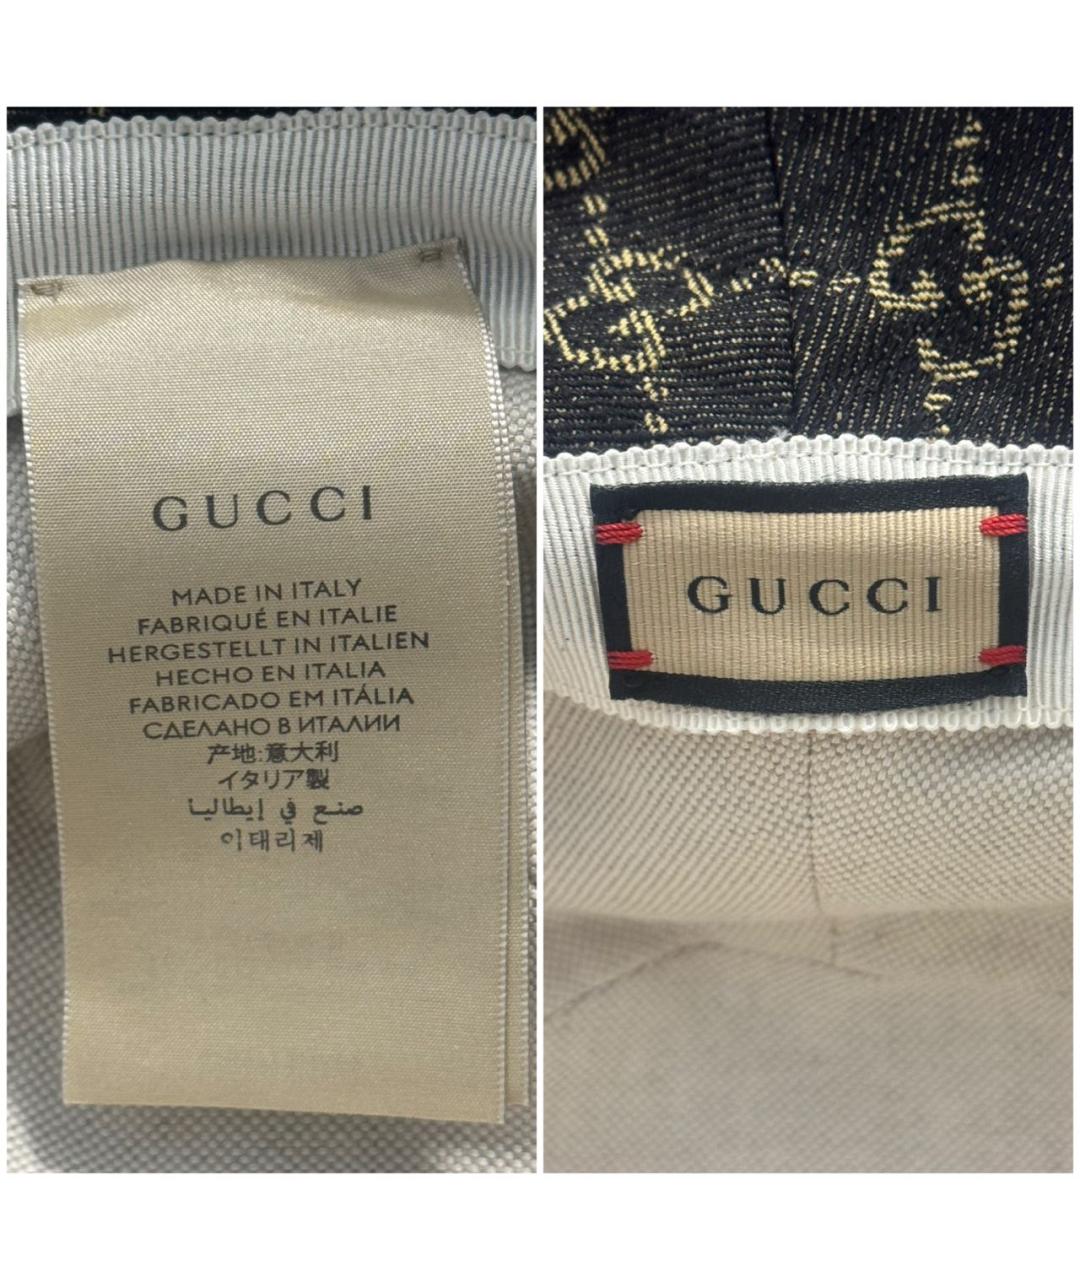 GUCCI
MADE IN ITALY
FABRIQUÉ EN ITALIE
HERGESTELLT IN ITALIEN
HECHO EN ITALIA
FABRICADO EM ITÁLIA
СДЕЛАНО В ИТАЛИИ
产地:意大利
イタリア製
صنع في إيطاليا
이태리제
GUCCI